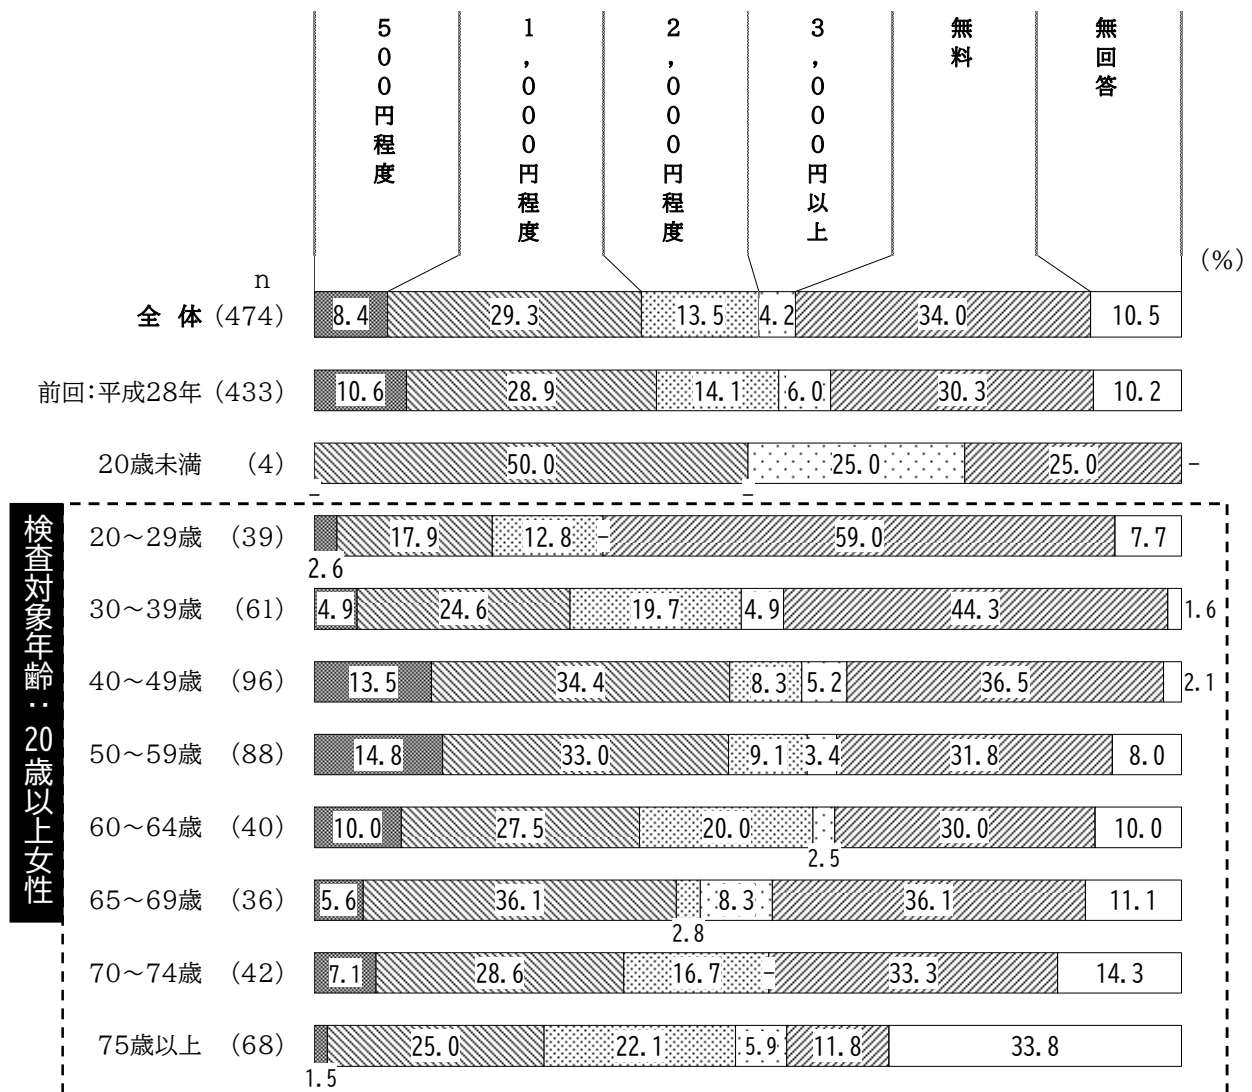 500円程度
1,000円程度
2,000円程度
3,000円以上
無料
無回答
(%)
n
全 体 (474) 8.4 29.3 13.5 4.2 34.0 10.5
前回:平成28年 (433) 10.6 28.9 14.1 6.0 30.3 10.2
20歳未満 (4) - 50.0 - 25.0 25.0 -
検査対象年齢:20歳以上女性
20~29歳 (39) 2.6 17.9 12.8 - 59.0 7.7
30~39歳 (61) 4.9 24.6 19.7 4.9 44.3 1.6
40~49歳 (96) 13.5 34.4 8.3 5.2 36.5 2.1
50~59歳 (88) 14.8 33.0 9.1 3.4 31.8 8.0
60~64歳 (40) 10.0 27.5 20.0 2.5 30.0 10.0
65~69歳 (36) 5.6 36.1 2.8 8.3 36.1 11.1
70~74歳 (42) 7.1 28.6 16.7 - 33.3 14.3
75歳以上 (68) 1.5 25.0 22.1 5.9 11.8 33.8